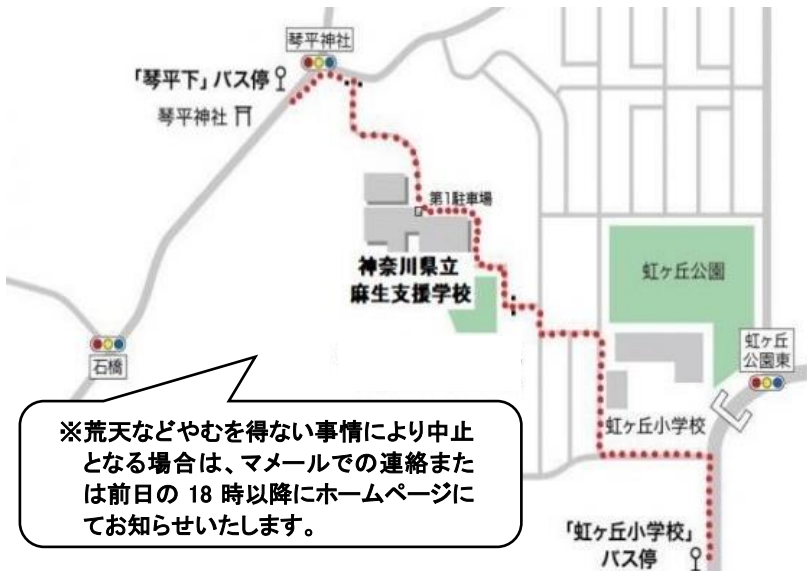 琴平神社
「琴平下」バス停
琴平神社
第1駐車場
神奈川県立
麻生支援学校
虹ヶ丘公園
虹ヶ丘
公園東
石橋
虹ヶ丘小学校
※荒天などやむを得ない事情により中止
となる場合は、マメールでの連絡また
は前日の 18 時以降にホームページに
てお知らせいたします。
「虹ヶ丘小学校」
バス停